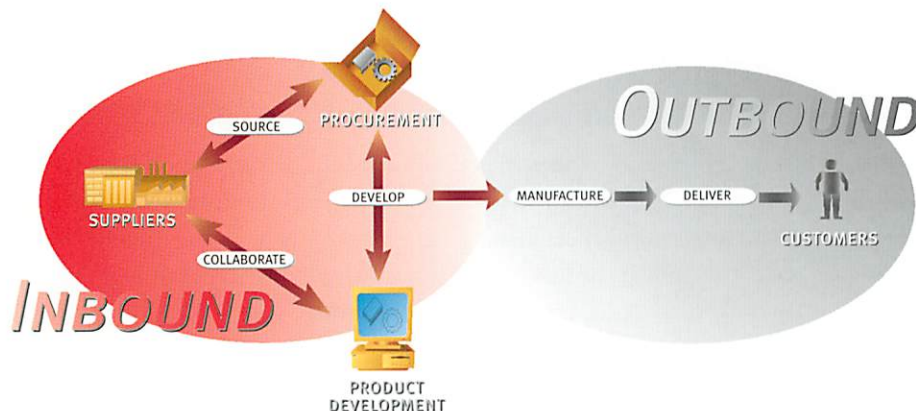 OUTBOUND
SOURCE
PROCUREMENT
SUPPLIERS
DEVELOP
MANUFACTURE
DELIVER
CUSTOMERS
COLLABORATE
INBOUND
PRODUCT
DEVELOPMENT